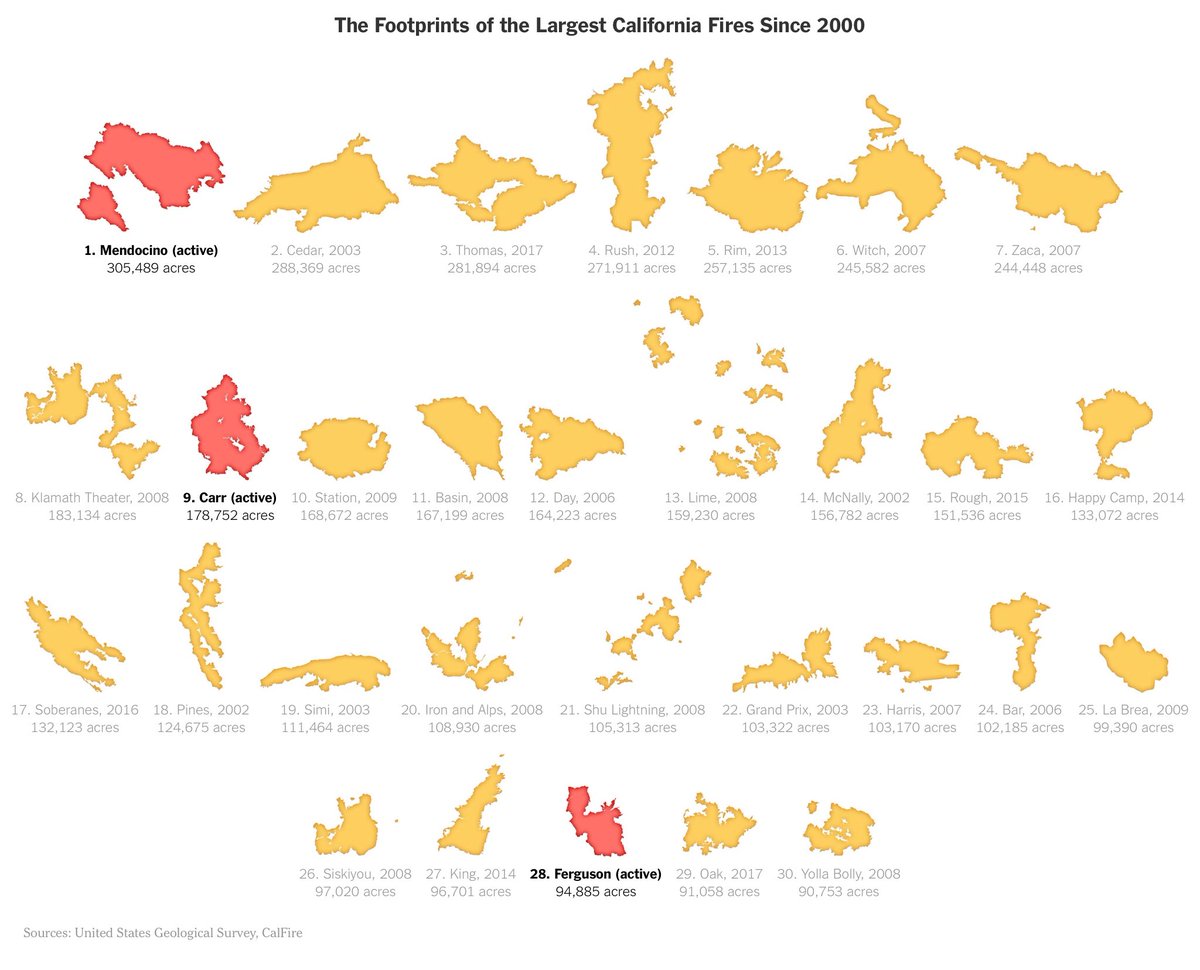 The Footprints of the Largest California Fires Since 2000
1. Mendocino (active)
305,489 acres
2. Cedar, 2003
288,369 acres
3. Thomas, 2017
281,894 acres
4. Rush, 2012
271,911 acres
5. Rim, 2013
257,135 acres
6. Witch, 2007
245,582 acres
7. Zaca, 2007
244,448 acres
8. Klamath Theater, 2008
183,134 acres
9. Carr (active)
178,752 acres
10. Station, 2009
168,672 acres
11. Basin, 2008
167,199 acres
12. Day, 2006
164,223 acres
13. Lime, 2008
159,230 acres
14. McNally, 2002
156,782 acres
15. Rough, 2015
151,536 acres
16. Happy Camp, 2014
133,072 acres
17. Soberanes, 2016
132,123 acres
18. Pines, 2002
124,675 acres
19. Simi, 2003
111,464 acres
20. Iron and Alps, 2008
108,930 acres
21. Shu Lightning, 2008
105,313 acres
22. Grand Prix, 2003
103,322 acres
23. Harris, 2007
103,170 acres
24. Bar, 2006
102,185 acres
25. La Brea, 2009
99,390 acres
26. Siskiyou, 2008
97,020 acres
27. King, 2014
96,701 acres
28. Ferguson (active)
94,885 acres
29. Oak, 2017
91,058 acres
30. Yolla Bolly, 2008
90,753 acres
Sources: United States Geological Survey, CalFire